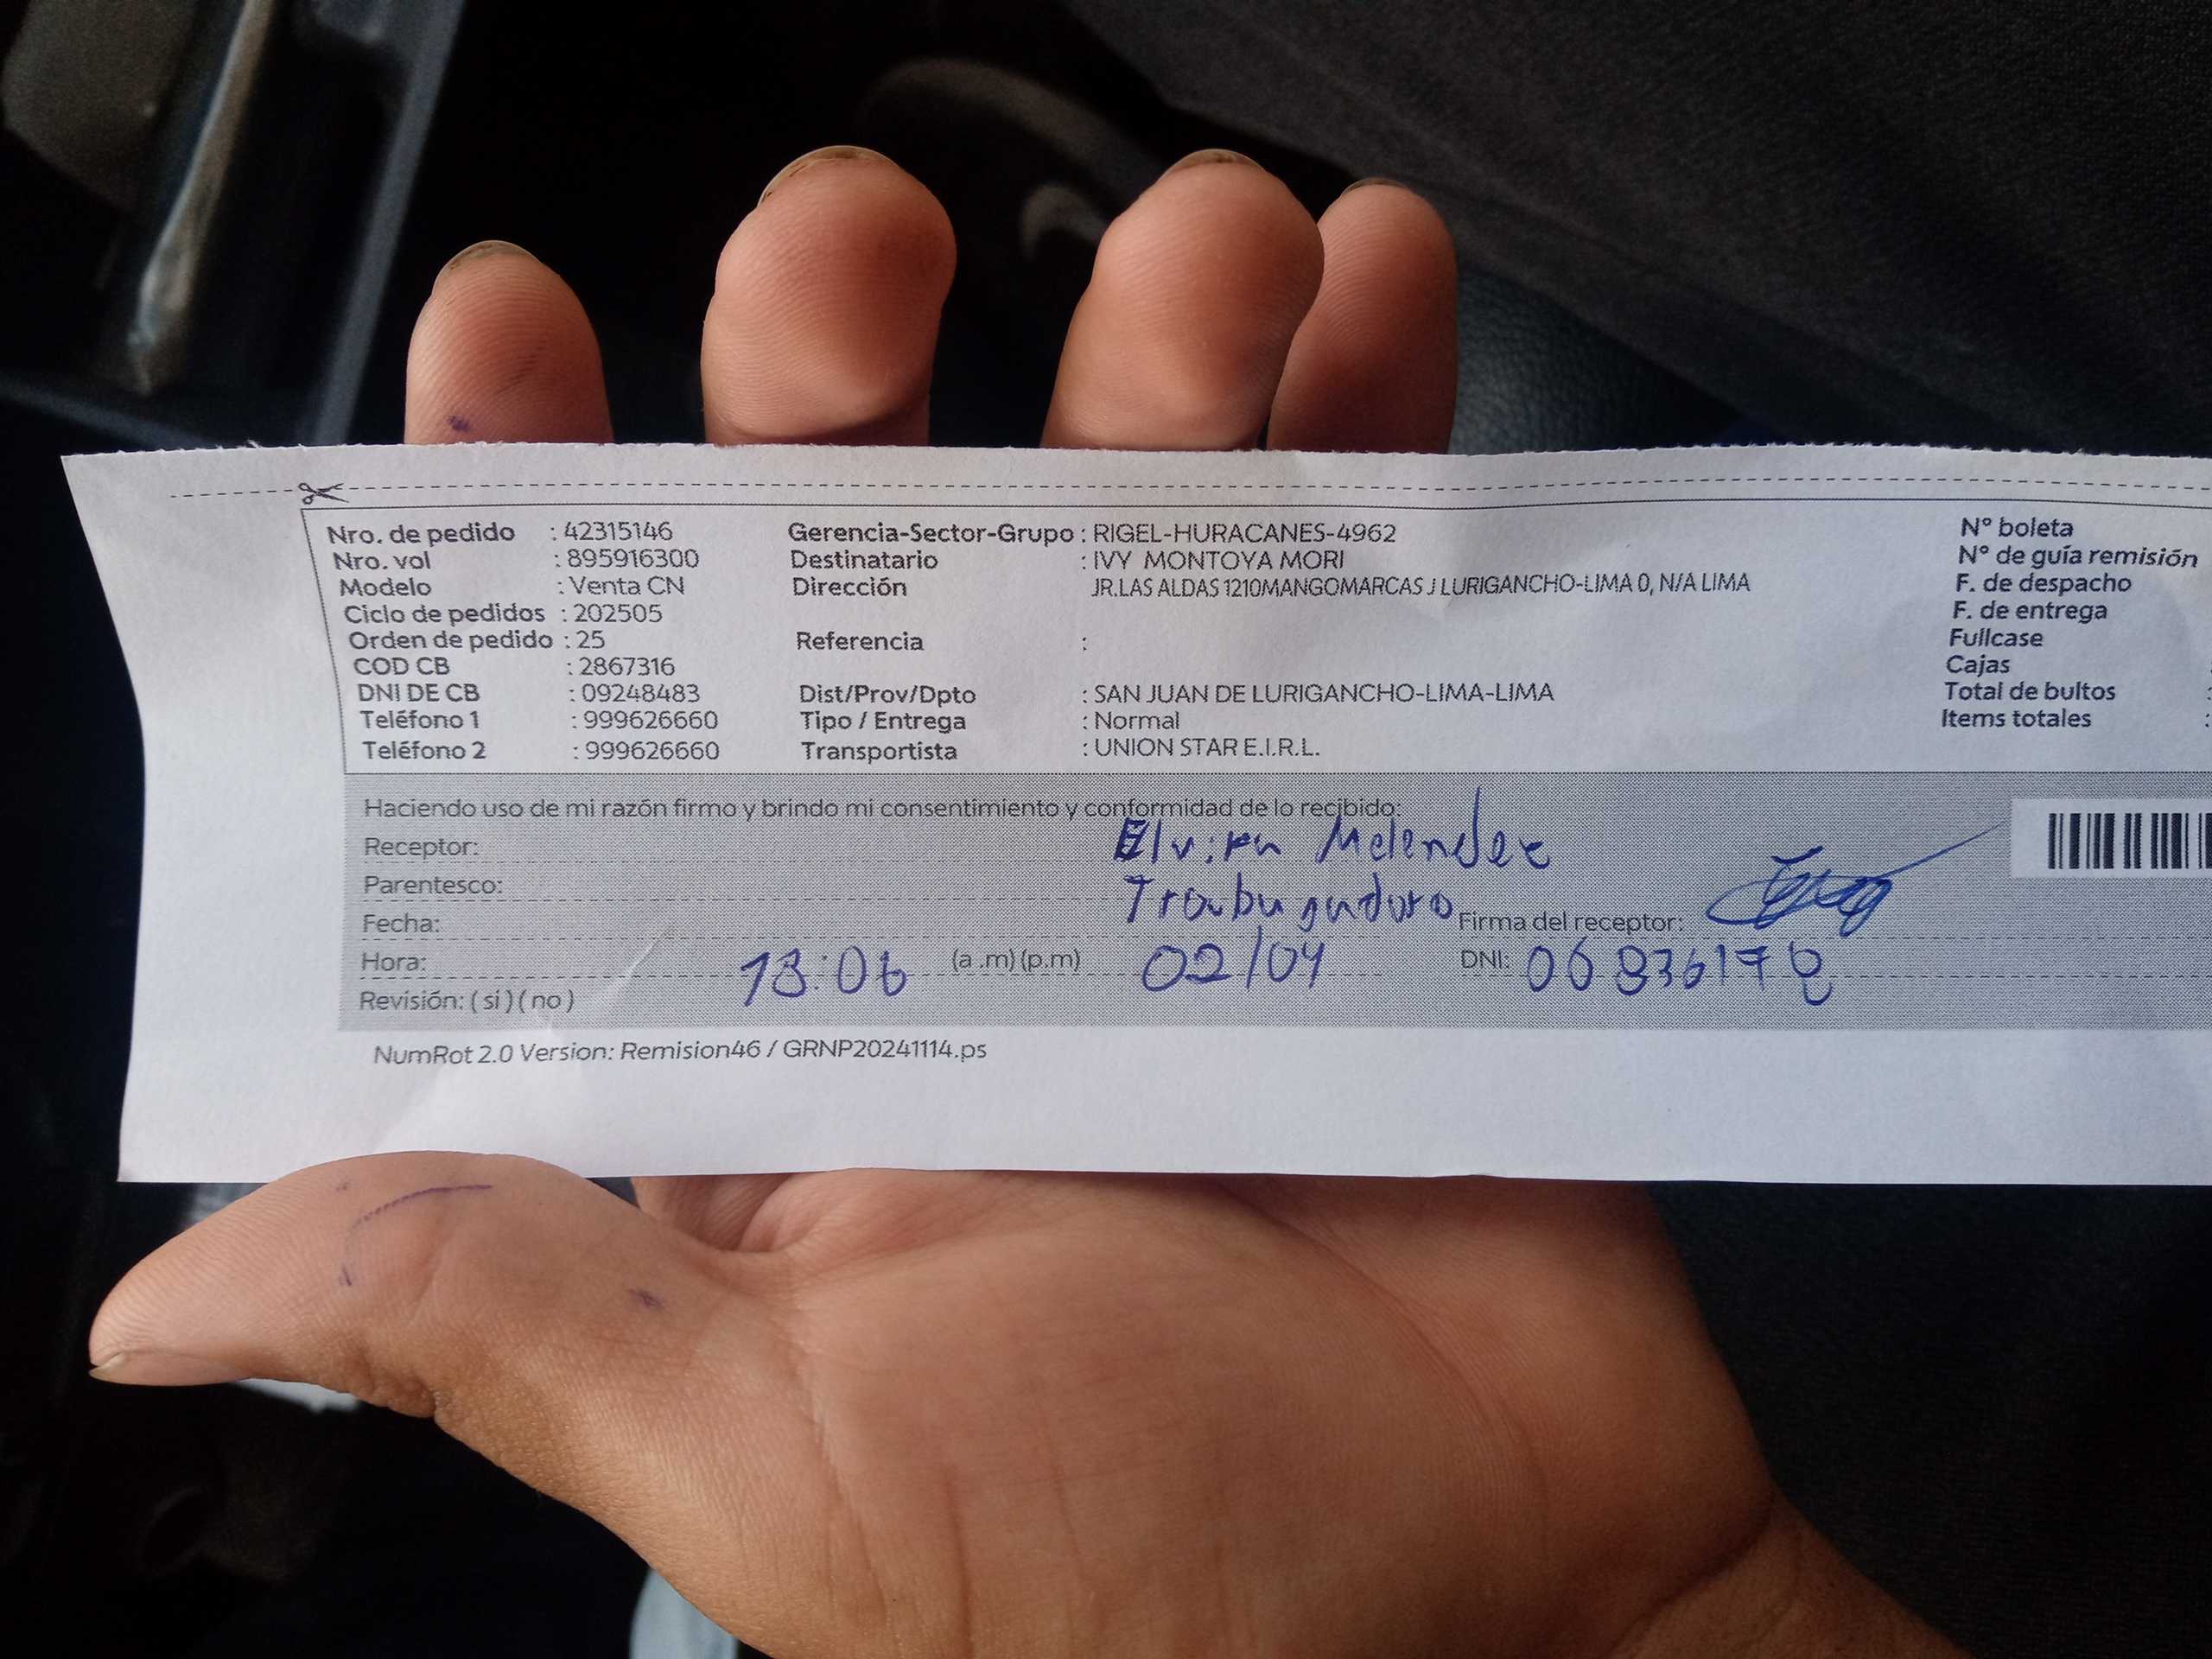 Nro. de pedido : 42315146 Gerencia-Sector-Grupo : RIGEL-HURACANES-4962 N° boleta
Nro. vol : 895916300 Destinatario : IVY MONTOYA MORI N° de guía remisión
Modelo : Venta CN Dirección JR.LAS ALDAS 1210MANGOMARCAS J LURIGANCHO-LIMA 0, N/A LIMA F. de despacho
Ciclo de pedidos : 202505 F. de entrega
Orden de pedido : 25 Referencia : Fullcase
COD CB : 2867316 Cajas
DNI DE CB : 09248483 Dist/Prov/Dpto : SAN JUAN DE LURIGANCHO-LIMA-LIMA Total de bultos :
Teléfono 1 : 999626660 Tipo / Entrega : Normal Items totales :
Teléfono 2 : 999626660 Transportista : UNION STAR E.I.R.L.
Haciendo uso de mi razón firmo y brindo mi consentimiento y conformidad de lo recibido:
Receptor: Elvira Melendez
Parentesco:
Fecha: Firma del receptor:
Hora: 13:06 (a .m) (p.m) 02/04 DNI: 06836178
Revisión: ( si ) ( no )
NumRot 2.0 Version: Remision46 / GRNP20241114.ps